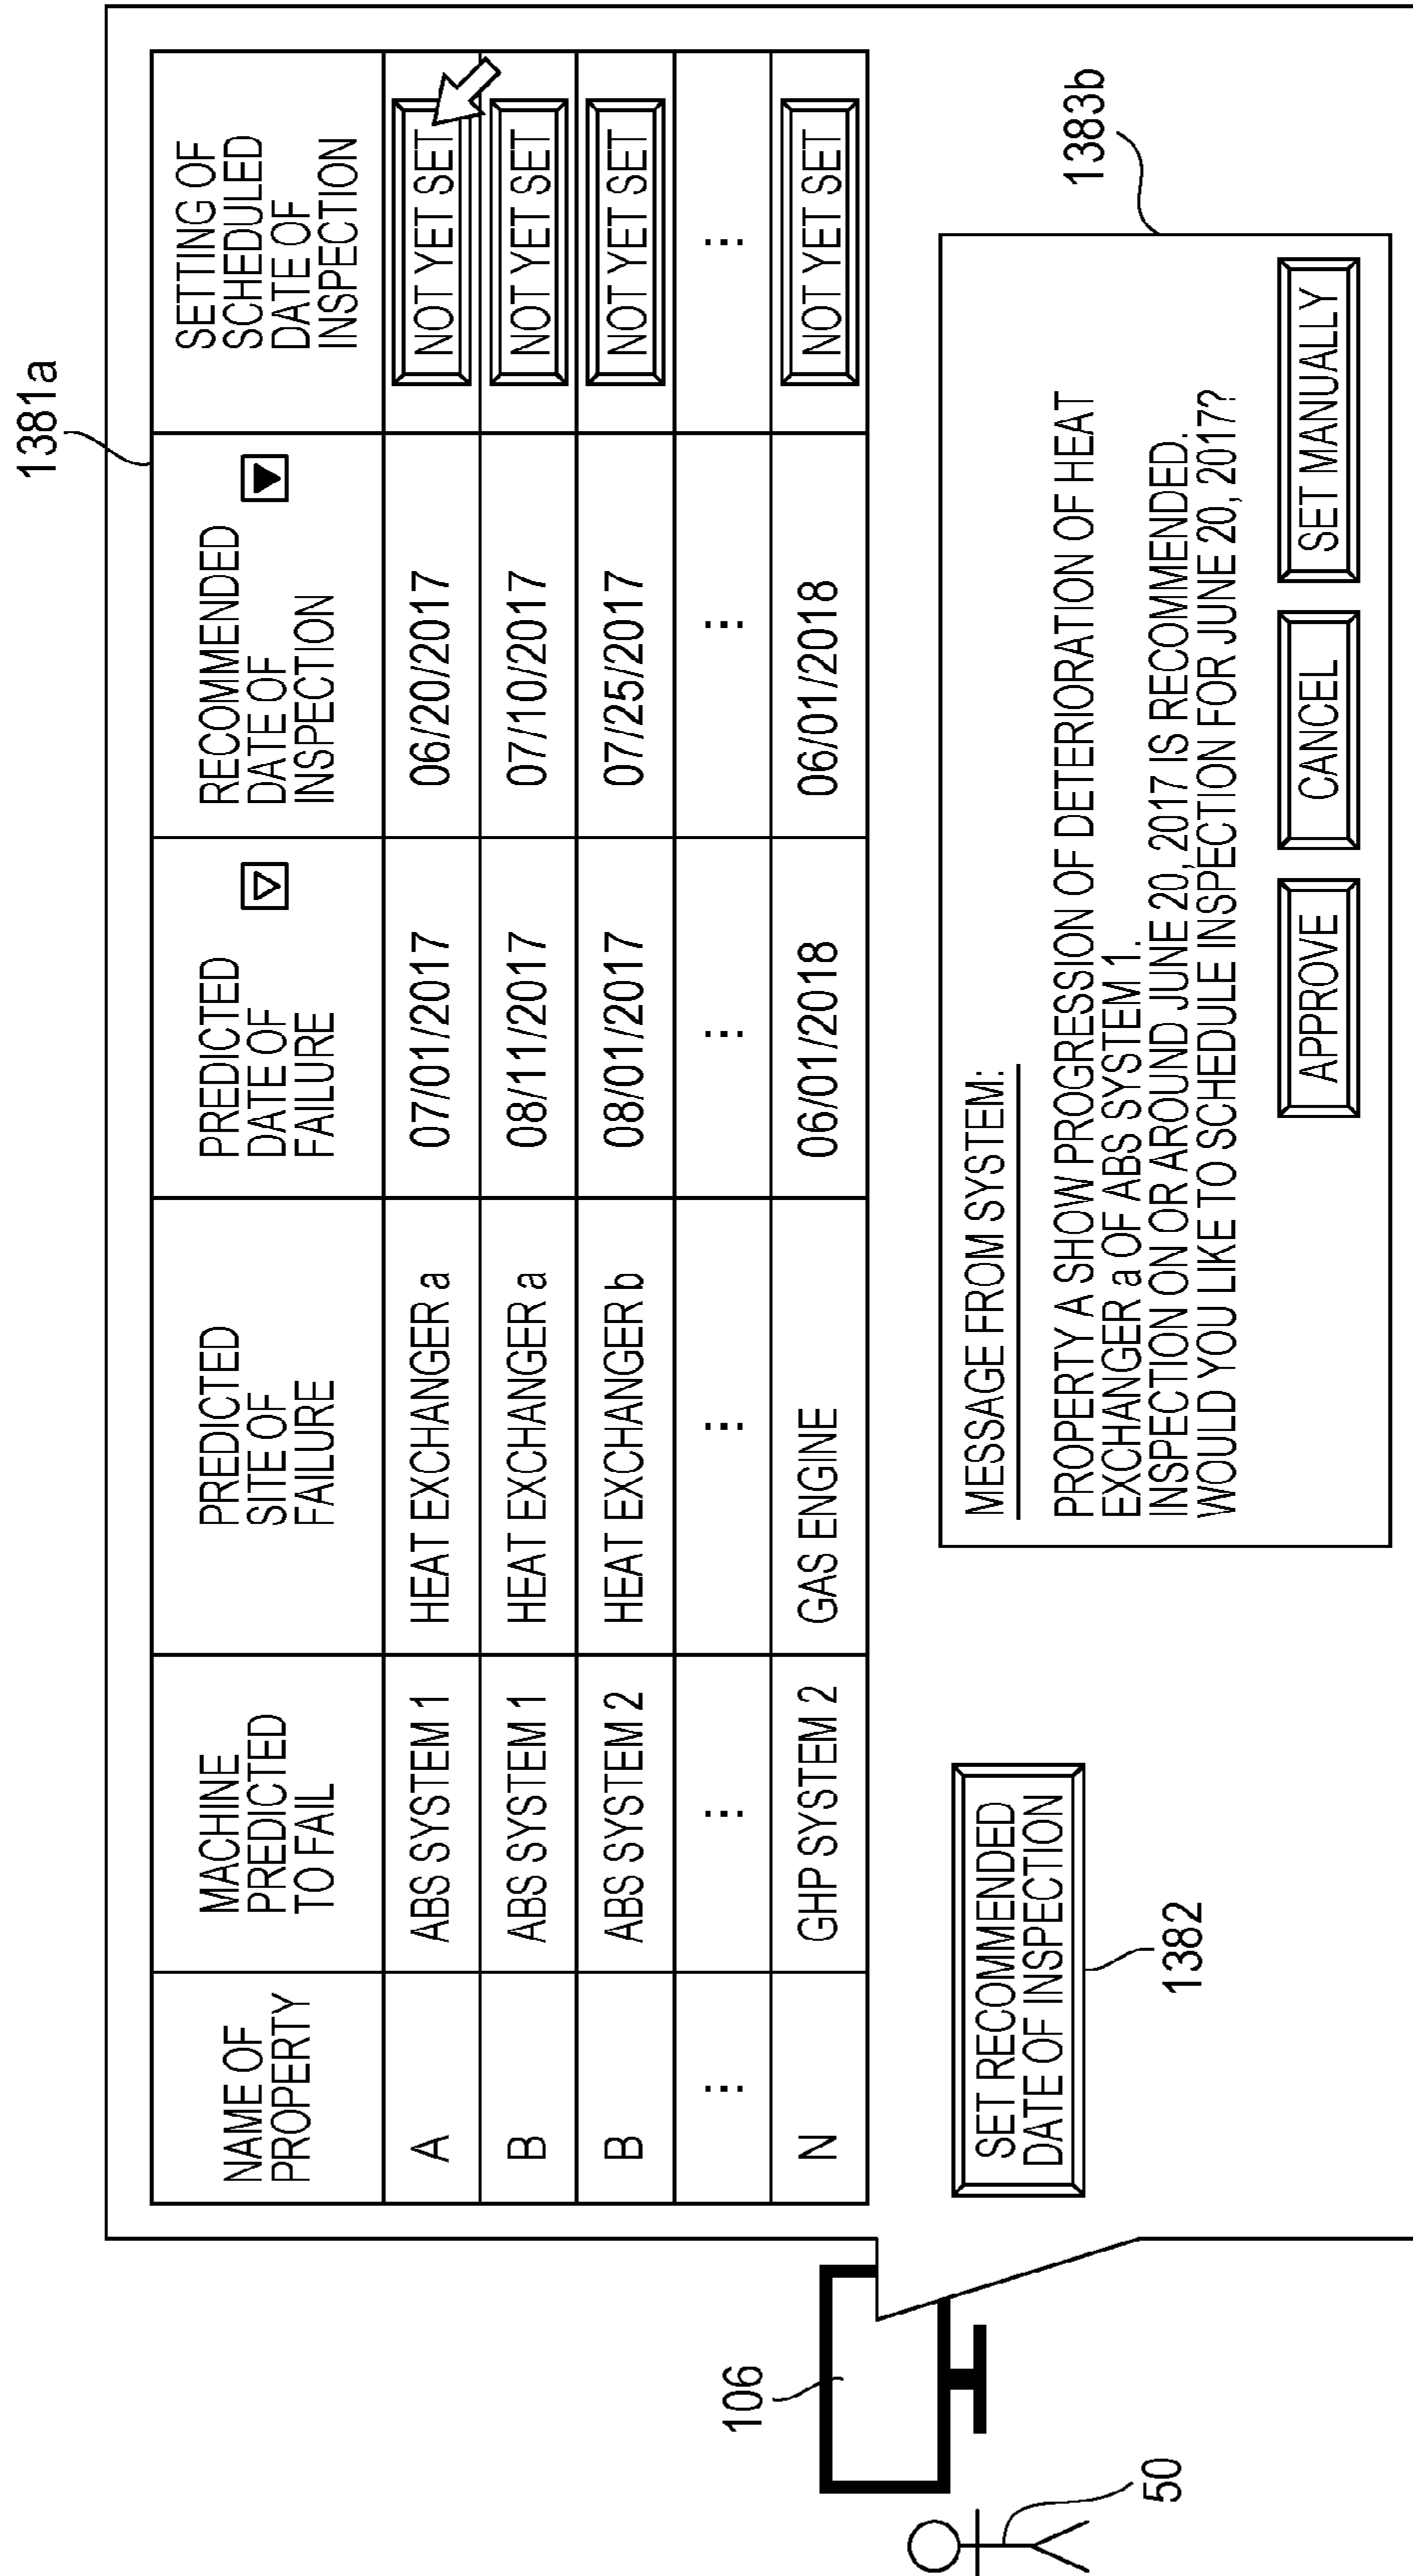 1381a
NAME OF
PROPERTY
MACHINE
PREDICTED
TO FAIL
PREDICTED
SITE OF
FAILURE
PREDICTED
DATE OF
FAILURE
RECOMMENDED
DATE OF
INSPECTION
SETTING OF
SCHEDULED
DATE OF
INSPECTION
A ABS SYSTEM 1 HEAT EXCHANGER a 07/01/2017 06/20/2017 NOT YET SET
B ABS SYSTEM 1 HEAT EXCHANGER a 08/11/2017 07/10/2017 NOT YET SET
B ABS SYSTEM 2 HEAT EXCHANGER b 08/01/2017 07/25/2017 NOT YET SET
... ... ... ... ... ...
N GHP SYSTEM 2 GAS ENGINE 06/01/2018 06/01/2018 NOT YET SET
106
50
SET RECOMMENDED
DATE OF INSPECTION
1382
1383b
MESSAGE FROM SYSTEM:
PROPERTY A SHOW PROGRESSION OF DETERIORATION OF HEAT
EXCHANGER a OF ABS SYSTEM 1.
INSPECTION ON OR AROUND JUNE 20, 2017 IS RECOMMENDED.
WOULD YOU LIKE TO SCHEDULE INSPECTION FOR JUNE 20, 2017?
APPROVE CANCEL SET MANUALLY